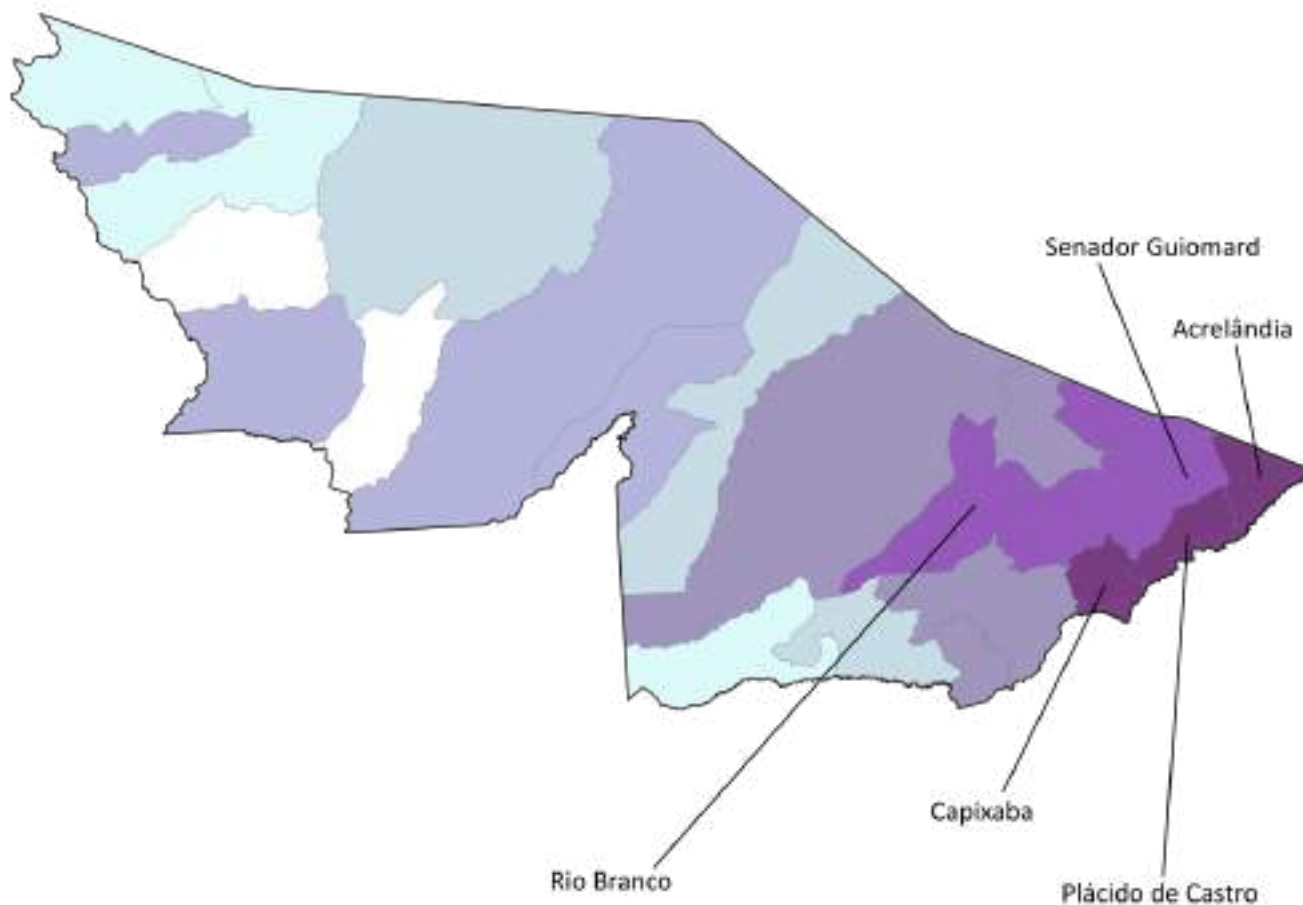 Senador Guiomard
Acrelândia
Capixaba
Rio Branco
Plácido de Castro